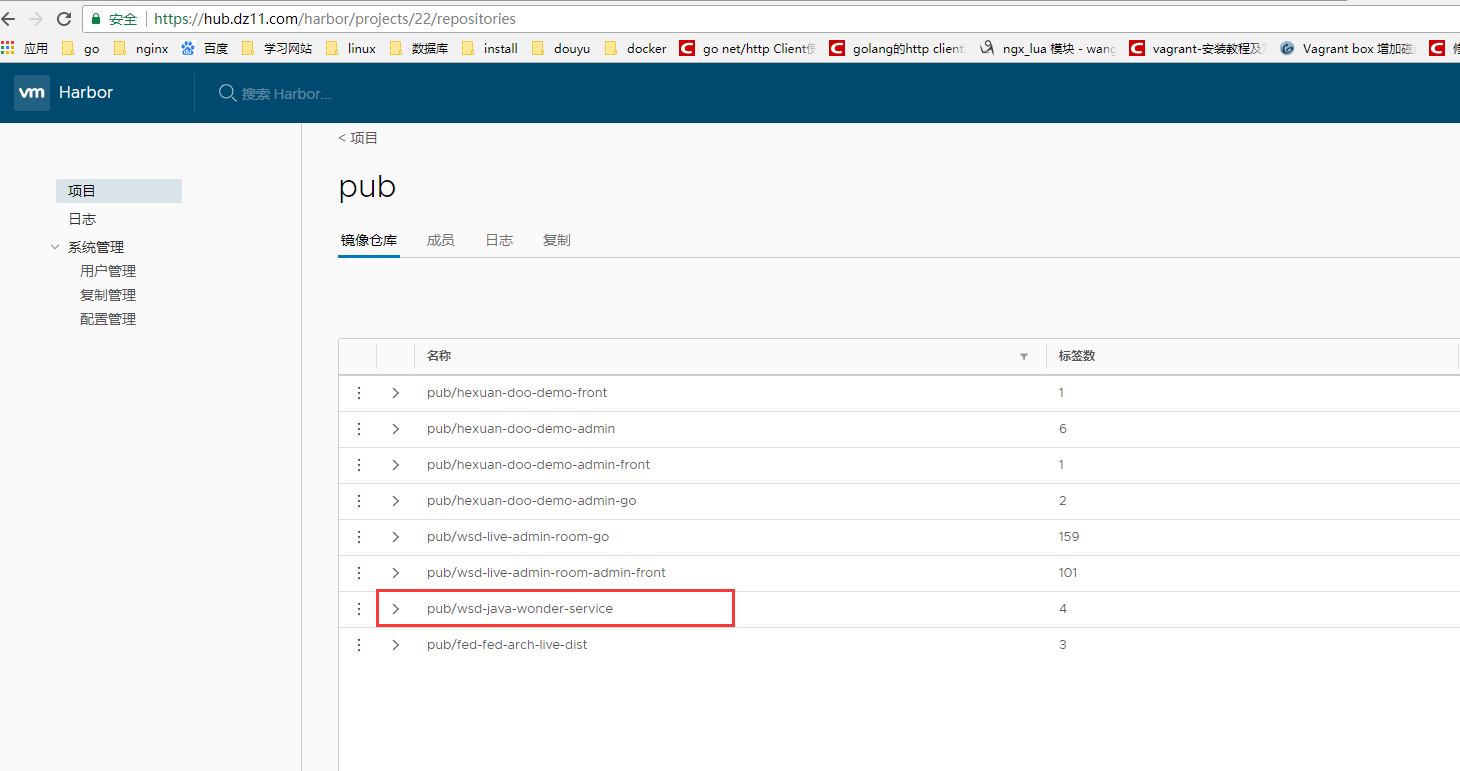 安全 https://hub.dz11.com/harbor/projects/22/repositories
应用 go nginx 百度 学习网站 linux 数据库 install douyu docker go net/http Client golang的http client ngx_lua 模块 - wang vagrant-安装教程及 Vagrant box 增加磁
vm Harbor 搜索 Harbor...
< 项目
pub
项目
日志
系统管理
用户管理
复制管理
配置管理
镜像仓库 成员 日志 复制
名称 标签数
pub/hexuan-doo-demo-front 1
pub/hexuan-doo-demo-admin 6
pub/hexuan-doo-demo-admin-front 1
pub/hexuan-doo-demo-admin-go 2
pub/wsd-live-admin-room-go 159
pub/wsd-live-admin-room-admin-front 101
pub/wsd-java-wonder-service 4
pub/fed-fed-arch-live-dist 3